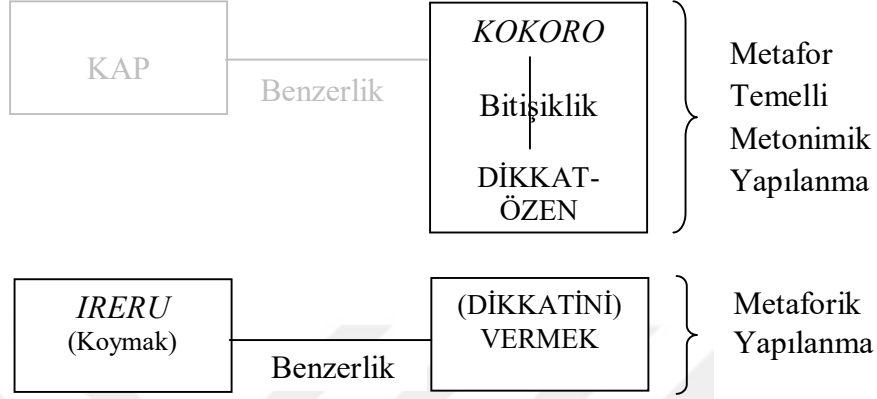 KAP
Benzerlik
KOKORO
Bitişiklik
DİKKAT-
ÖZEN
Metafor
Temelli
Metonimik
Yapılanma
IRERU
(Koymak)
Benzerlik
(DİKKATİNİ)
VERMEK
Metaforik
Yapılanma